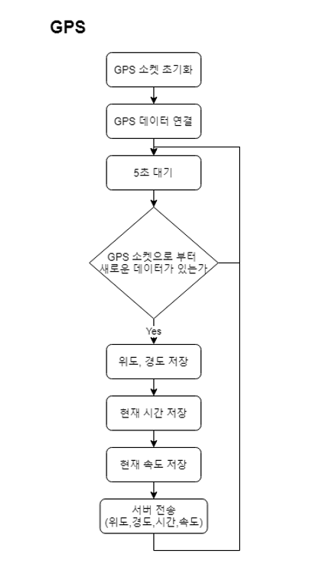 GPS
GPS 소켓 초기화
GPS 데이터 연결
5초 대기
GPS 소켓으로 부터
새로운 데이터가 있는가
Yes
위도, 경도 저장
현재 시간 저장
현재 속도 저장
서버 전송
(위도,경도,시간,속도)